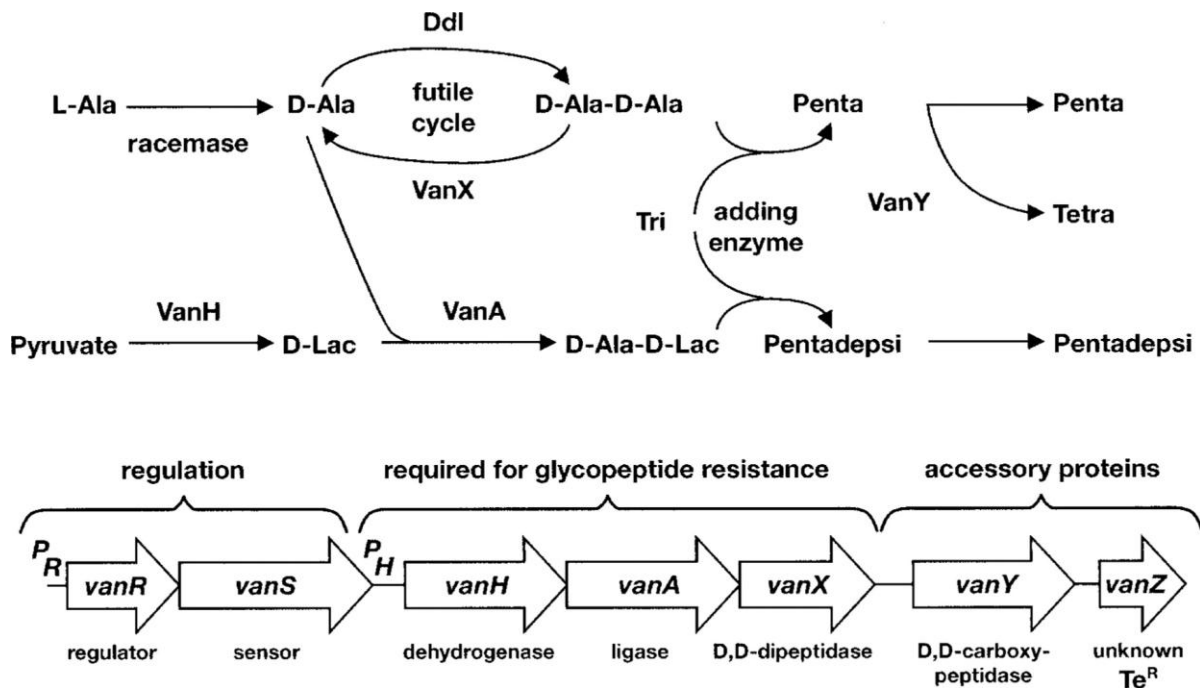 Ddl
L-Ala
racemase
D-Ala
futile
cycle
D-Ala-D-Ala
VanX
Penta
Penta
VanY
Tetra
Tri
adding
enzyme
Pyruvate
VanH
D-Lac
VanA
D-Ala-D-Lac
Pentadepsi
Pentadepsi
regulation
required for glycopeptide resistance
accessory proteins
PR
vanR
vanS
PH
vanH
vanA
vanX
vanY
vanZ
regulator
sensor
dehydrogenase
ligase
D,D-dipeptidase
D,D-carboxy-
peptidase
unknown
TeR